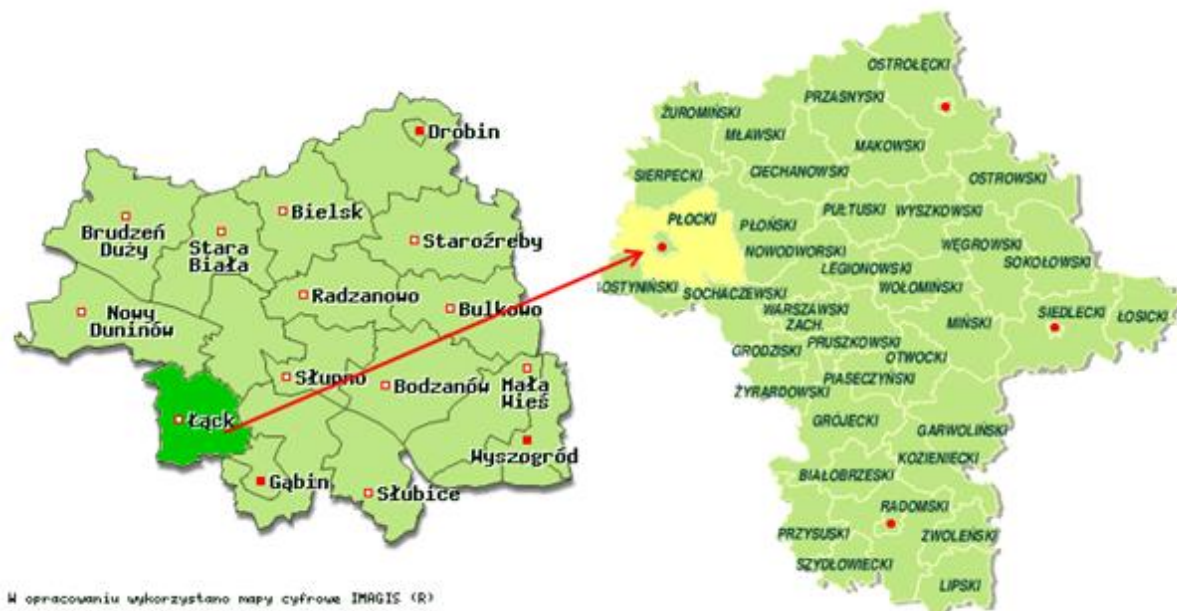 Drobin
Bielsk
Brudzeń
Duży
Stara
Biała
Staroźreby
Radzanowo
Bulkowo
Nowy
Duninów
Słupno
Bodzanów
Mała
Wieś
Łąck
Wyszogród
Gąbin
Słubice
W opracowaniu wykorzystano mapy cyfrowe IMAGIS (R)
OSTROŁĘCKI
PRZASNYSKI
ŻUROMIŃSKI
MŁAWSKI
MAKOWSKI
CIECHANOWSKI
SIERPECKI
OSTROWSKI
PŁOCKI
PUŁTUSKI
WYSZKOWSKI
PŁOŃSKI
NOWODWORSKI
WĘGROWSKI
SOKOŁOWSKI
LEGIONOWSKI
WOŁOMIŃSKI
OSTYNIŃSKI
SOCHACZEWSKI
WARSZAWSKI
ZACH.
MIŃSKI
SIEDLECKI
ŁOSICKI
PRUSZKOWSKI
GRODZISKI
OTWOCKI
PIASECZYŃSKI
ŻYRARDOWSKI
GROJECKI
GARWOLIŃSKI
KOZIENIECKI
BIAŁOBRZESKI
RADOMSKI
PRZYSUSKI
ZWOLEŃSKI
SZYDŁOWIECKI
LIPSKI